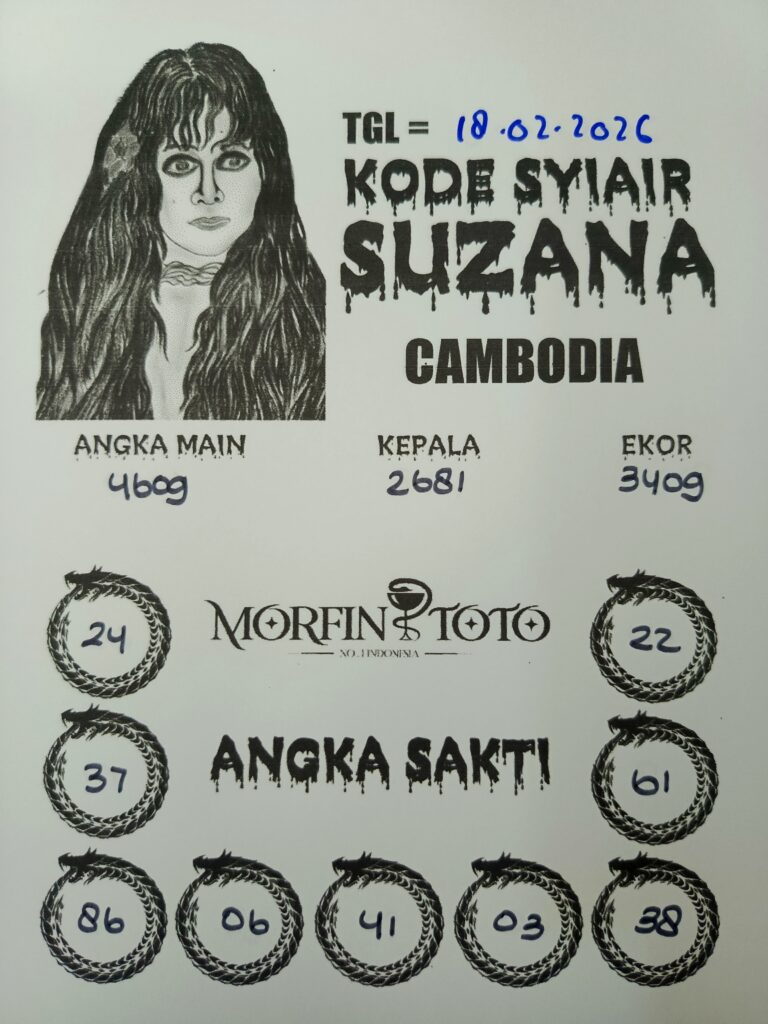 TGL = 18.02.2026
KODE SYIAIR
SUZANA
CAMBODIA
ANGKA MAIN KEPALA EKOR
4609 2681 3409
24 MORFIN TOTO 22
NO.1 INDONESIA
37 ANGKA SAKTI 61
86 06 41 03 38